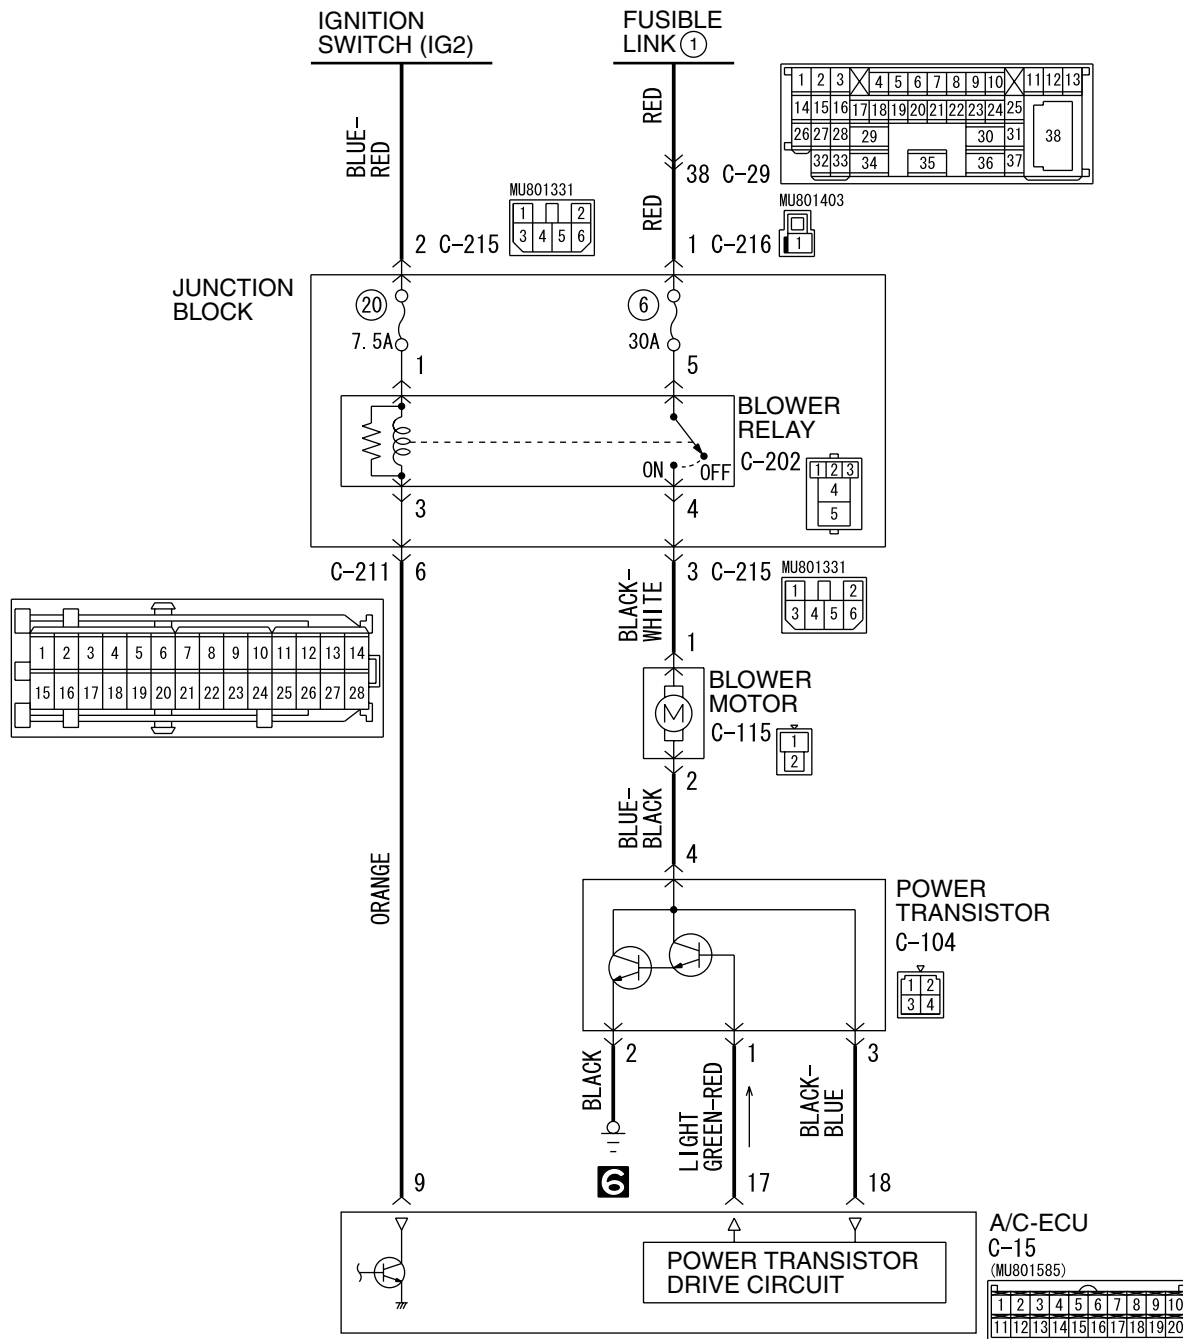 IGNITION
SWITCH (IG2)
FUSIBLE
LINK ①
BLUE-
RED
RED
1 2 3 4 5 6 7 8 9 10 11 12 13
14 15 16 17 18 19 20 21 22 23 24 25
26 27 28 29 30 31 38
32 33 34 35 36 37
38 C-29
RED
MU801331
1 2
3 4 5 6
MU801403
1
2 C-215
1 C-216
JUNCTION
BLOCK
20
7.5A
6
30A
1
5
BLOWER
RELAY
C-202
ON
OFF
1 2 3
4
5
3
4
C-211 6
3 C-215
MU801331
1 2
3 4 5 6
BLACK-
WHITE
1 2 3 4 5 6 7 8 9 10 11 12 13 14
15 16 17 18 19 20 21 22 23 24 25 26 27 28
1
BLOWER
MOTOR
C-115
M
1
2
2
BLUE-
BLACK
4
ORANGE
POWER
TRANSISTOR
C-104
1 2
3 4
2
1
3
BLACK
LIGHT
GREEN-RED
BLACK-
BLUE
6
9
17
18
A/C-ECU
C-15
(MU801585)
POWER TRANSISTOR
DRIVE CIRCUIT
1 2 3 4 5 6 7 8 9 10
11 12 13 14 15 16 17 18 19 20